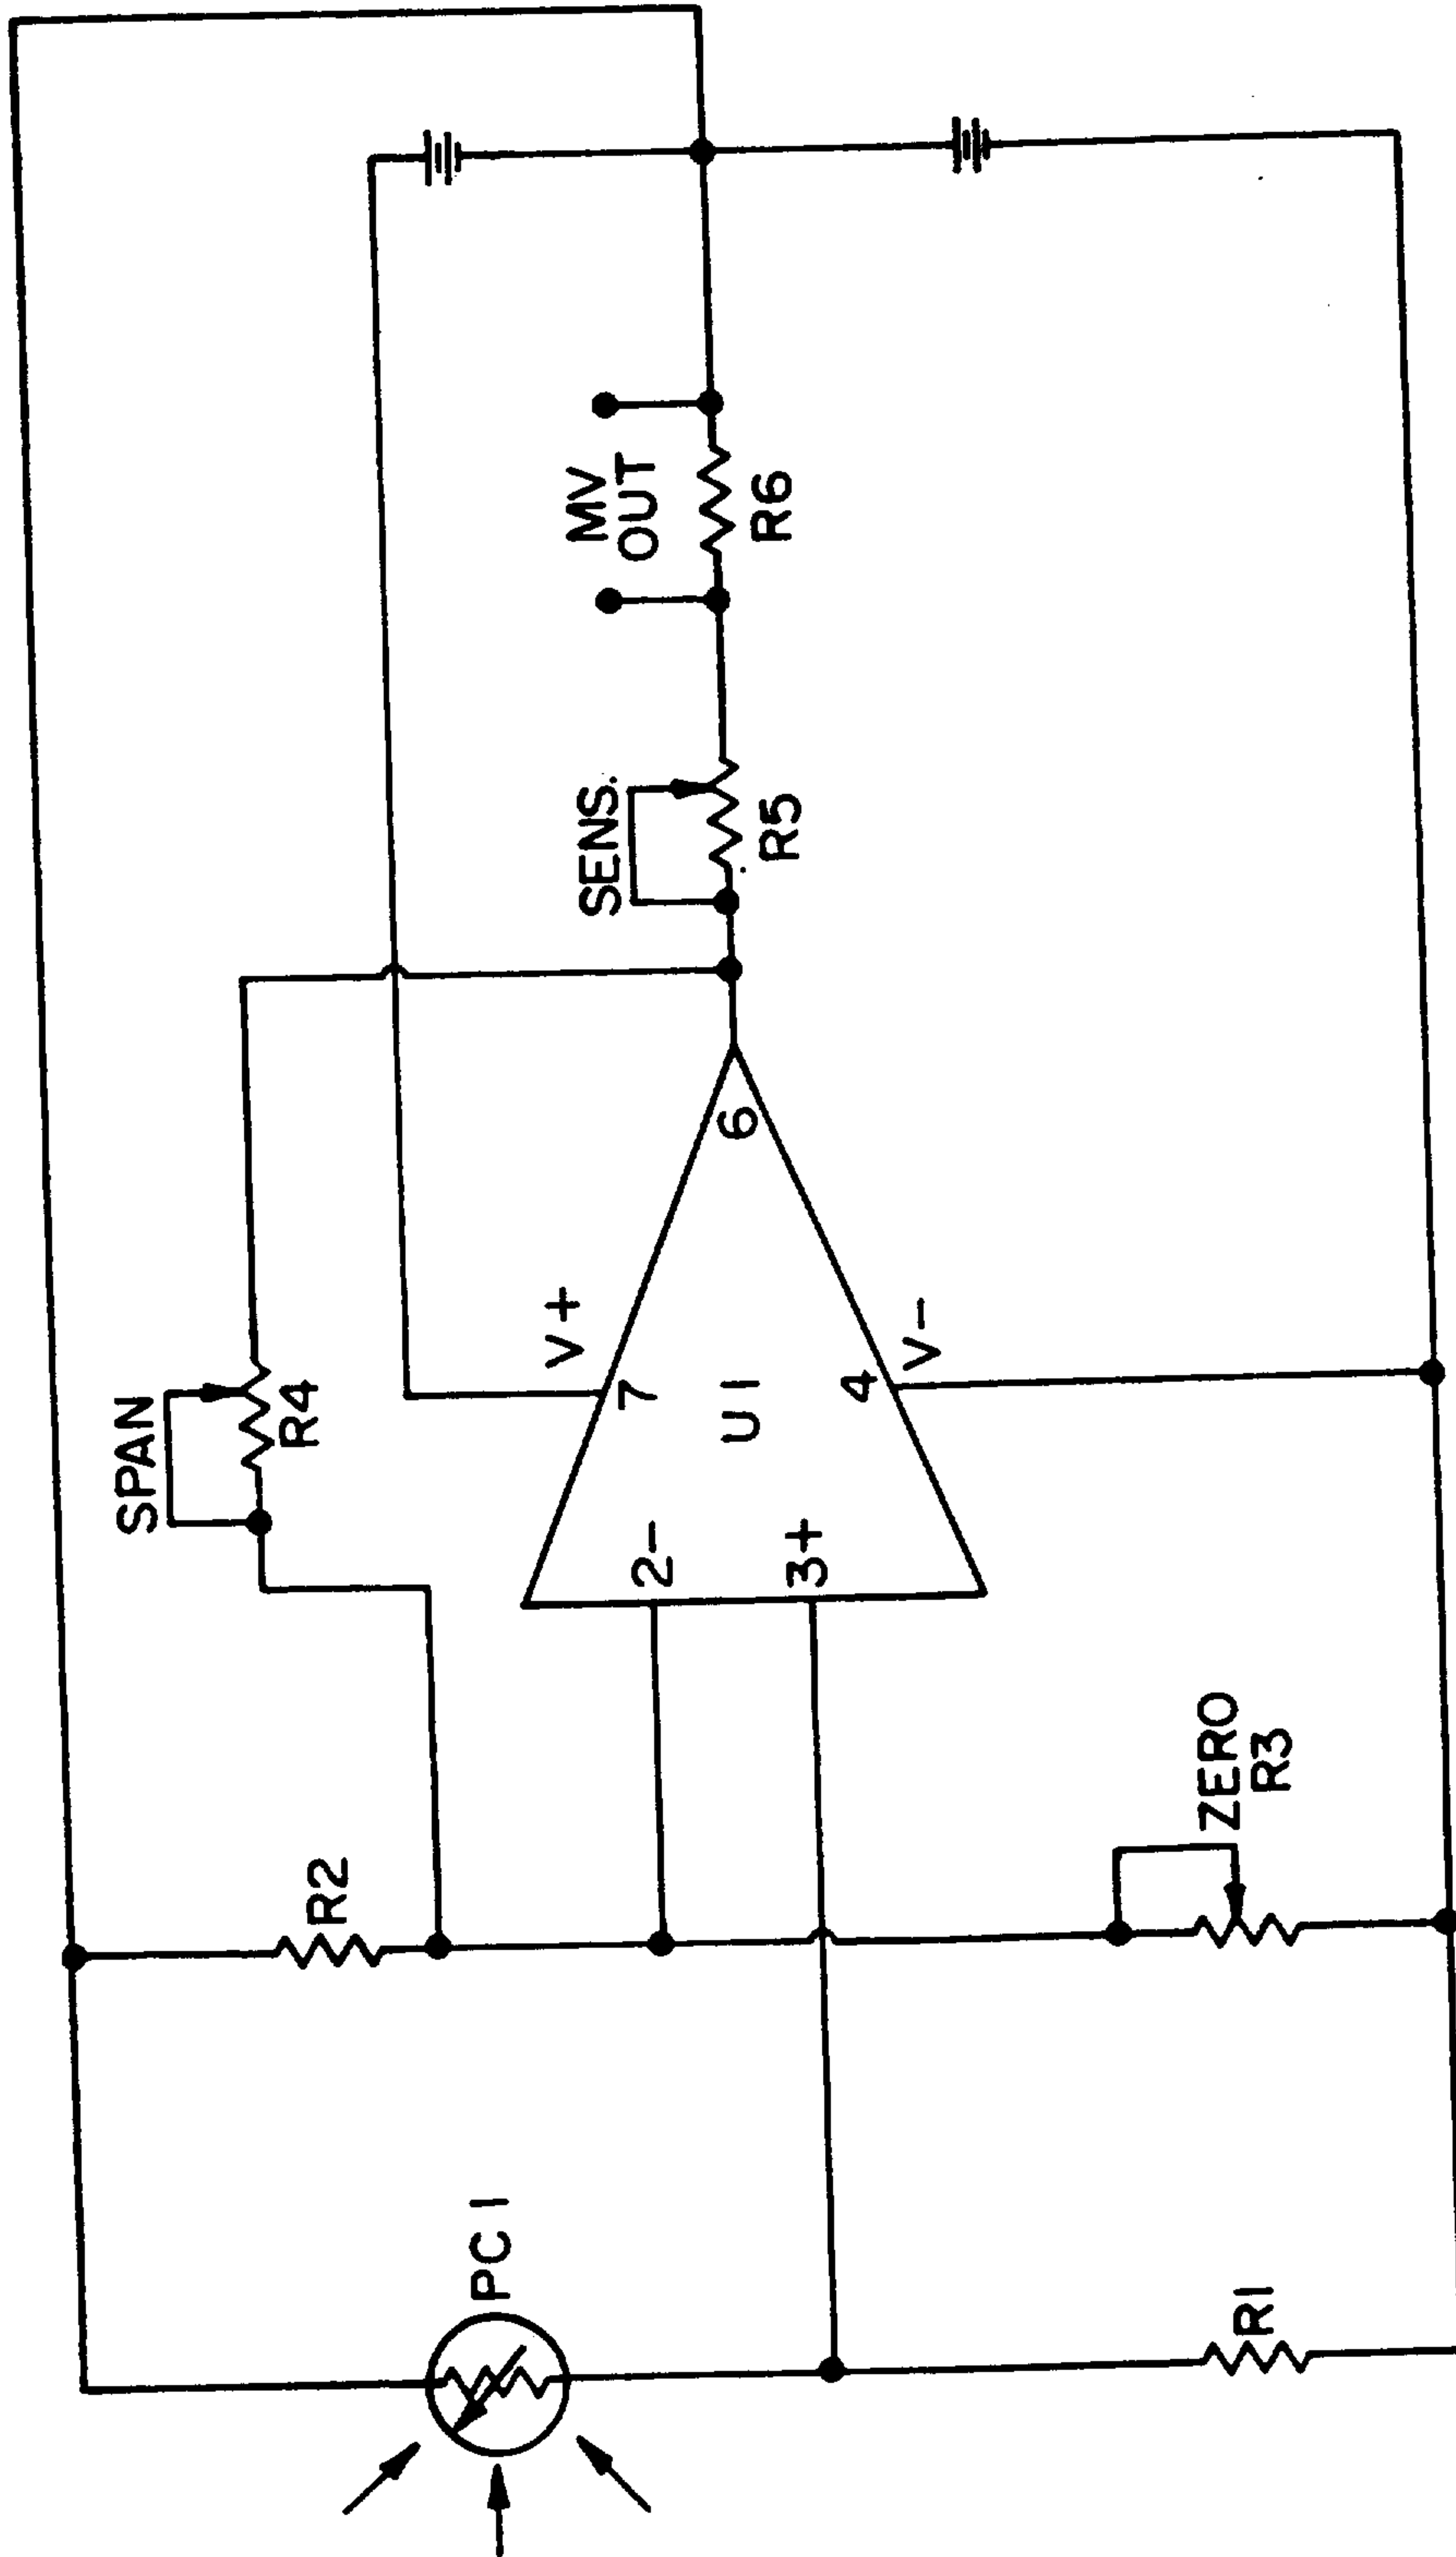 SPAN
R4
R2
MV
OUT
R6
SENS.
R5
V+
7
2-
U1
6
3+
4
V-
PC1
ZERO
R3
R1